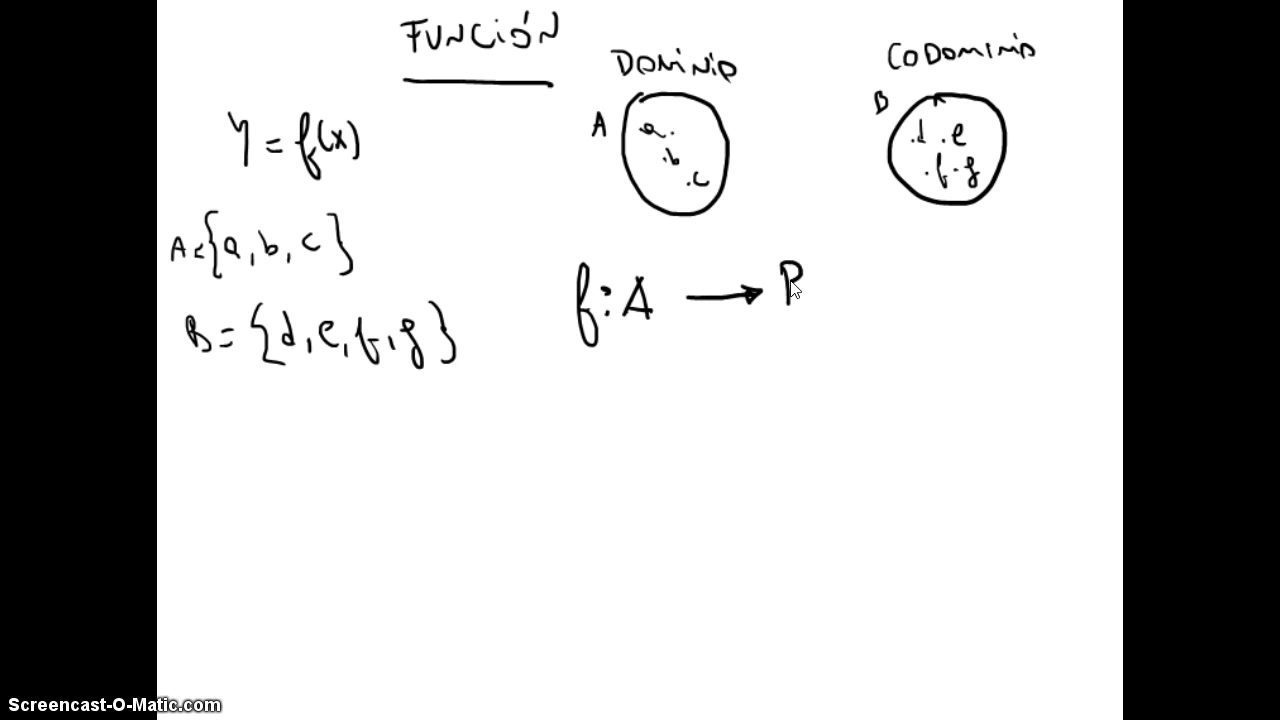 FUNCIÓN
DOMINIO
CODOMINIO
Y = f(x)
A
a.
.b
.c
B
.d .e
.f .g
A = {a, b, c}
f: A → P
B = {d, e, f, g}
Screencast-O-Matic.com